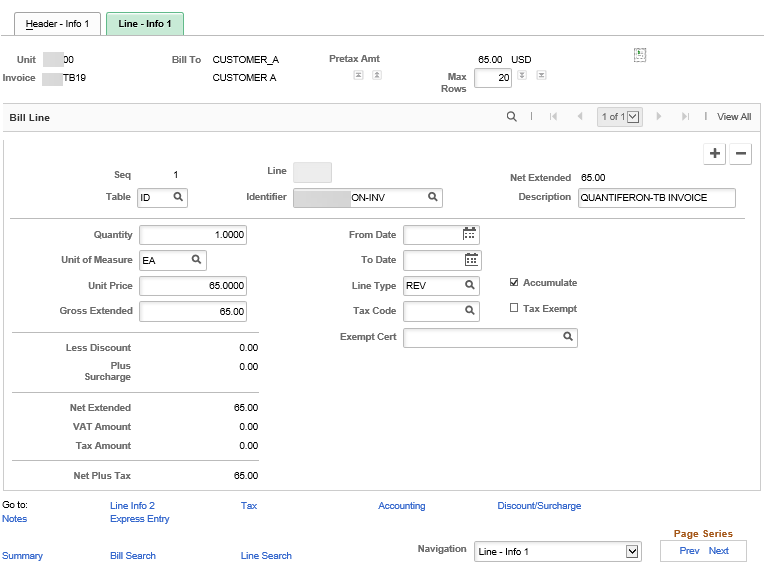 Header - Info 1 Line - Info 1
Unit 00 Bill To CUSTOMER_A Pretax Amt 65.00 USD
Invoice TB19 CUSTOMER A Max Rows 20
Bill Line 1 of 1 View All
Seq 1 Line Net Extended 65.00
Table ID Identifier ON-INV Description QUANTIFERON-TB INVOICE
Quantity 1.0000 From Date
Unit of Measure EA To Date
Unit Price 65.0000 Line Type REV Accumulate
Gross Extended 65.00 Tax Code Tax Exempt
Exempt Cert
Less Discount 0.00
Plus Surcharge 0.00
Net Extended 65.00
VAT Amount 0.00
Tax Amount 0.00
Net Plus Tax 65.00
Go to: Line Info 2 Tax Accounting Discount/Surcharge
Notes Express Entry
Page Series
Summary Bill Search Line Search Navigation Line - Info 1 Prev Next